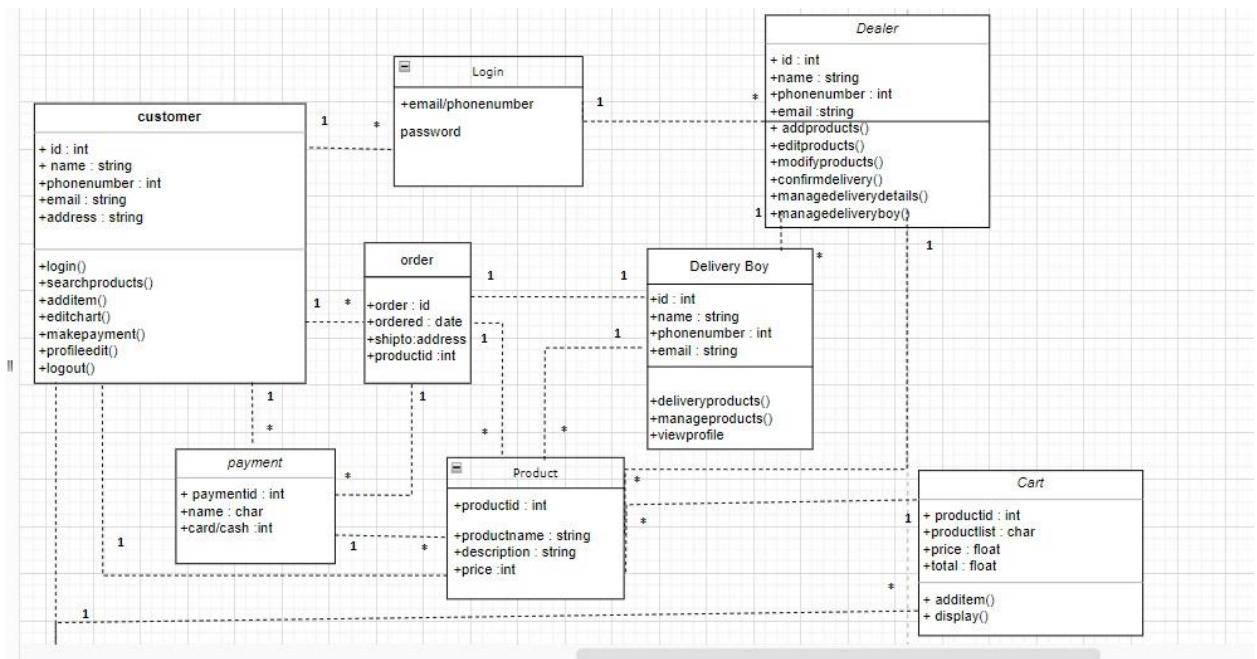 customer
+ id : int
+ name : string
+phonenumber : int
+email : string
+address : string
+login()
+searchproducts()
+additem()
+editchart()
+makepayment()
+profileedit()
+logout()
1
*
Login
+email/phonenumber
password
1
*
Dealer
+ id : int
+name : string
+phonenumber : int
+email :string
+ addproducts()
+editproducts()
+modifyproducts()
+confirmdelivery()
+managedeliverydetails()
+managedeliveryboy()
1
*
1
order
+order : id
+ordered : date
+shipto:address
+productid :int
1
*
1
1
1
1
1
Delivery Boy
+id : int
+name : string
+phonenumber : int
+email : string
+deliveryproducts()
+manageproducts()
+viewprofile
1
*
*
*
*
payment
+ paymentid : int
+name : char
+card/cash :int
1
*
1
Product
+productid : int
+productname : string
+description : string
+price :int
*
*
1
Cart
+ productid : int
+productlist : char
+price : float
+total : float
+ additem()
+ display()
1
*